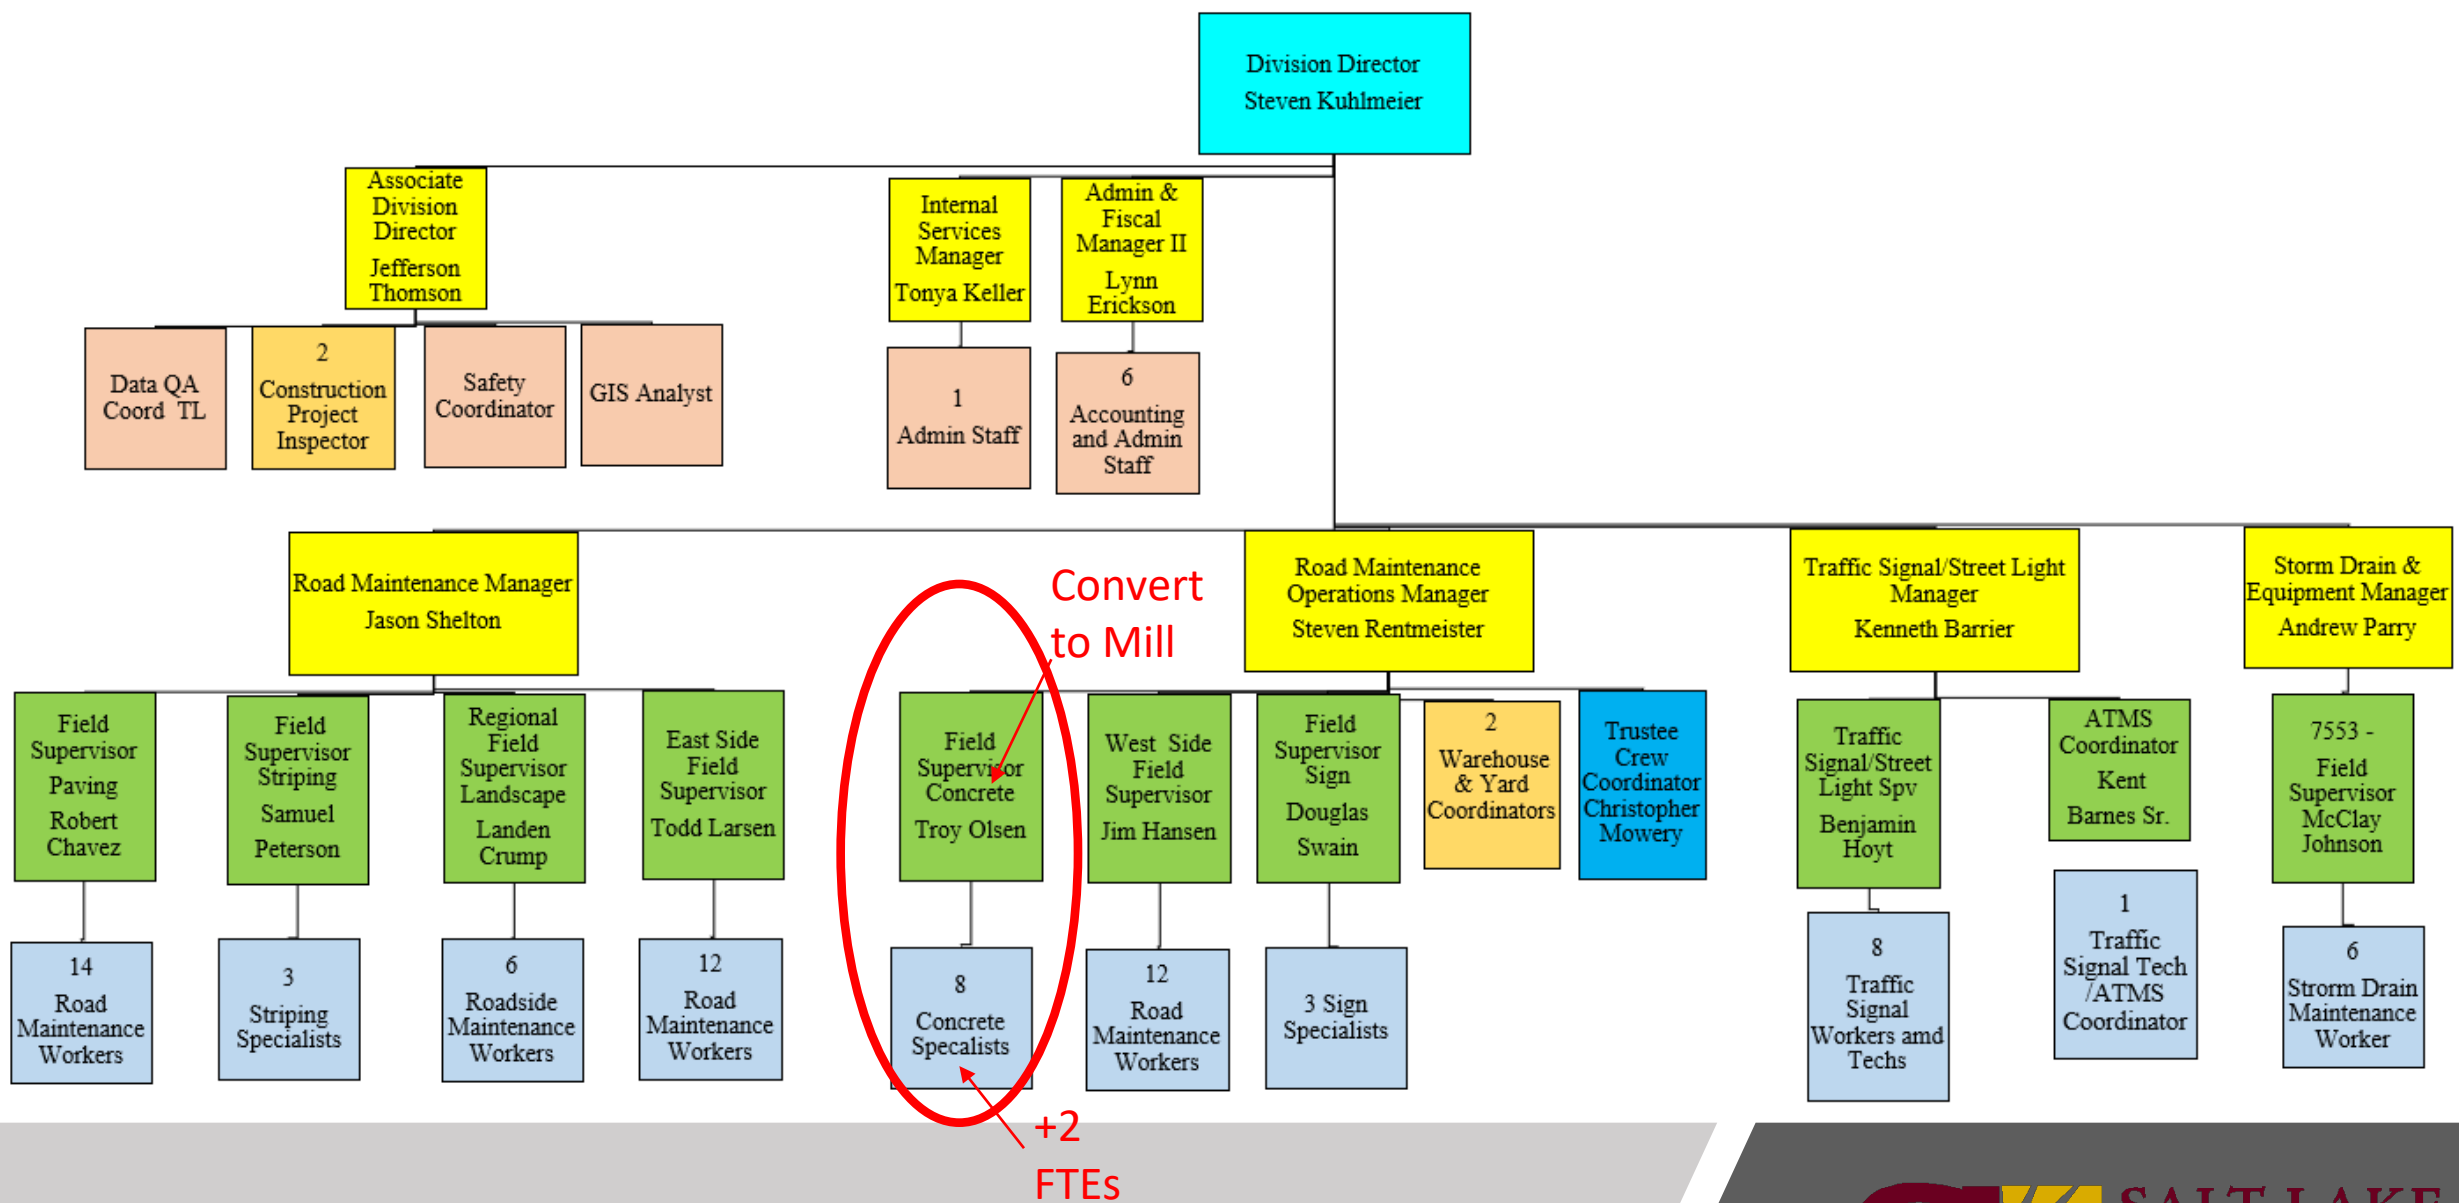 Division Director
Steven Kuhlmeier
Associate
Division
Director
Jefferson
Thomson
Internal
Services
Manager
Tonya Keller
Admin &
Fiscal
Manager II
Lynn
Erickson
Data QA
Coord TL
2
Construction
Project
Inspector
Safety
Coordinator
GIS Analyst
1
Admin Staff
6
Accounting
and Admin
Staff
Road Maintenance Manager
Jason Shelton
Convert
to Mill
Road Maintenance
Operations Manager
Steven Rentmeister
Traffic Signal/Street Light
Manager
Kenneth Barrier
Storm Drain &
Equipment Manager
Andrew Parry
Field
Supervisor
Paving
Robert
Chavez
Field
Supervisor
Striping
Samuel
Peterson
Regional
Field
Supervisor
Landscape
Landen
Crump
East Side
Field
Supervisor
Todd Larsen
Field
Supervisor
Concrete
Troy Olsen
West Side
Field
Supervisor
Jim Hansen
Field
Supervisor
Sign
Douglas
Swain
2
Warehouse
& Yard
Coordinators
Trustee
Crew
Coordinator
Christopher
Mowery
Traffic
Signal/Street
Light Spv
Benjamin
Hoyt
ATMS
Coordinator
Kent
Barnes Sr.
7553 -
Field
Supervisor
McClay
Johnson
14
Road
Maintenance
Workers
3
Striping
Specialists
6
Roadside
Maintenance
Workers
12
Road
Maintenance
Workers
8
Concrete
Specalists
12
Road
Maintenance
Workers
3 Sign
Specialists
8
Traffic
Signal
Workers amd
Techs
1
Traffic
Signal Tech
/ATMS
Coordinator
6
Strorm Drain
Maintenance
Worker
+2
FTEs
SALT LAKE